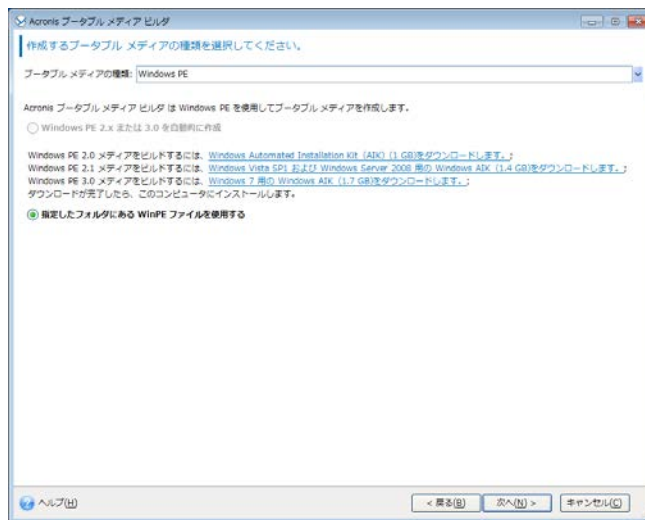 Acronis ブータブル メディア ビルダ
作成するブータブル メディアの種類を選択してください。
ブータブル メディアの種類: Windows PE
Acronis ブータブル メディア ビルダ は Windows PE を使用してブータブル メディアを作成します。
Windows PE 2.x または 3.0 を自動的に作成
Windows PE 2.0 メディアをビルドするには、Windows Automated Installation Kit (AIK) (1 GB)をダウンロードします。;
Windows PE 2.1 メディアをビルドするには、Windows Vista SP1 および Windows Server 2008 用の Windows AIK (1.4 GB)をダウンロードします。;
Windows PE 3.0 メディアをビルドするには、Windows 7 用の Windows AIK (1.7 GB)をダウンロードします。;
ダウンロードが完了したら、このコンピュータにインストールします。
指定したフォルダにある WinPE ファイルを使用する
ヘルプ(H)
< 戻る(B)
次へ(N) >
キャンセル(C)